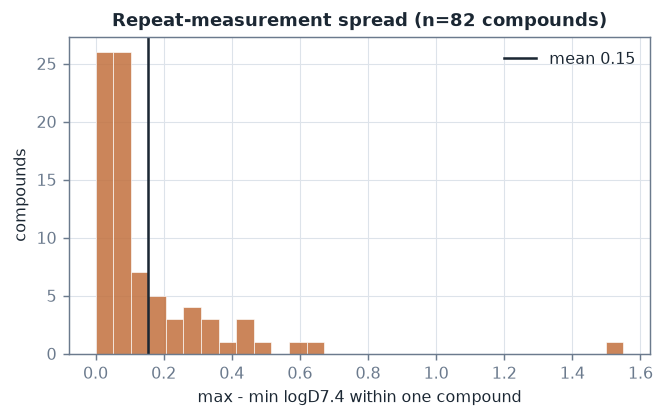 Repeat-measurement spread (n=82 compounds)
mean 0.15
25
20
15
10
5
0
compounds
0.0 0.2 0.4 0.6 0.8 1.0 1.2 1.4 1.6
max - min logD7.4 within one compound